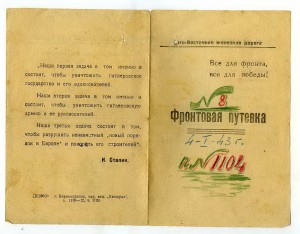 „Наша первая задача в том именно и
состоит, чтобы уничтожить гитлеровское
государство и его вдохновителей.
Наша вторая задача в том именно и
состоит, чтобы уничтожить гитлеровскую
армию и ее руководителей.
Наша третья задача состоит в том,
чтобы разрушить ненавистный „новый поря-
док в Европе“ и покарать его строителей“.
И. Сталин.
Юго-Восточная железная дорога
Все для фронта,
все для победы!
№ 8
Фронтовая путевка
4-I-43 г.
п. № 1104